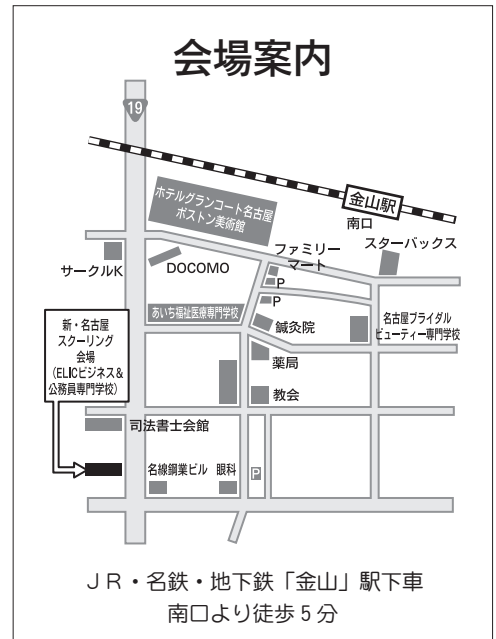 会場案内
19
ホテルグランコート名古屋
ボストン美術館
金山駅
南口
スターバックス
ファミリー
マート
サークルK
DOCOMO
P
P
あいち福祉医療専門学校
鍼灸院
名古屋ブライダル
ビューティー専門学校
新・名古屋
スクーリング
会場
(ELICビジネス&
公務員専門学校)
薬局
教会
司法書士会館
名線鋼業ビル
眼科
P
JR・名鉄・地下鉄「金山」駅下車
南口より徒歩5分